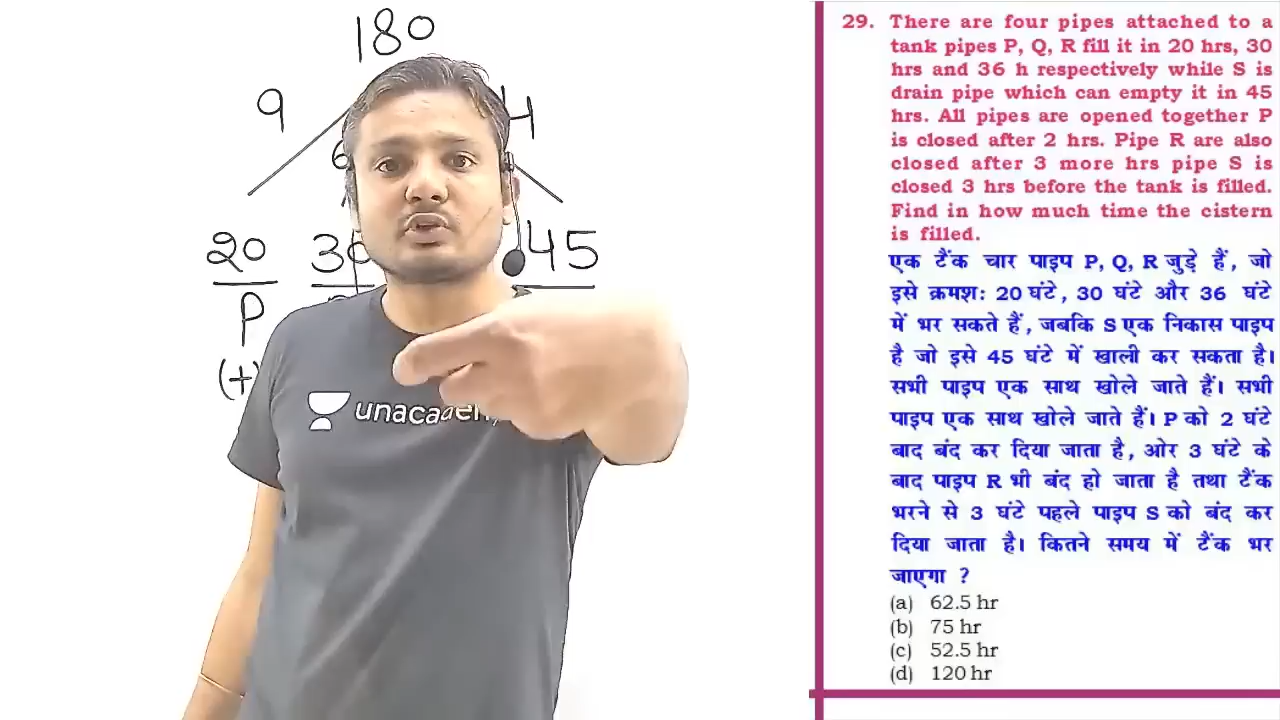 180
9
6
4
20
30
45
P
(+)
unacademy
29. There are four pipes attached to a
tank pipes P, Q, R fill it in 20 hrs, 30
hrs and 36 h respectively while S is
drain pipe which can empty it in 45
hrs. All pipes are opened together P
is closed after 2 hrs. Pipe R are also
closed after 3 more hrs pipe S is
closed 3 hrs before the tank is filled.
Find in how much time the cistern
is filled.
एक टैंक चार पाइप P, Q, R जुड़े हैं, जो
इसे क्रमश: 20 घंटे, 30 घंटे और 36 घंटे
में भर सकते हैं, जबकि S एक निकास पाइप
है जो इसे 45 घंटे में खाली कर सकता है।
सभी पाइप एक साथ खोले जाते हैं। सभी
पाइप एक साथ खोले जाते हैं। P को 2 घंटे
बाद बंद कर दिया जाता है, ओर 3 घंटे के
बाद पाइप R भी बंद हो जाता है तथा टैंक
भरने से 3 घंटे पहले पाइप S को बंद कर
दिया जाता है। कितने समय में टैंक भर
जाएगा ?
(a) 62.5 hr
(b) 75 hr
(c) 52.5 hr
(d) 120 hr